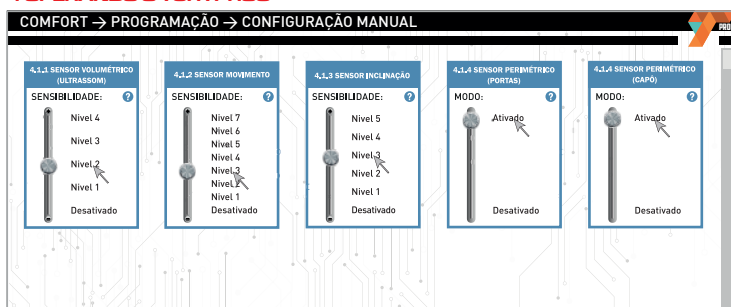 COMFORT → PROGRAMAÇÃO → CONFIGURAÇÃO MANUAL
4.1.1 SENSOR VOLUMÉTRICO
(ULTRASSOM)
SENSIBILIDADE: ?
Nivel 4
Nivel 3
Nivel 2
Nivel 1
Desativado
4.1.2 SENSOR MOVIMENTO
SENSIBILIDADE: ?
Nivel 7
Nivel 6
Nivel 5
Nivel 4
Nivel 3
Nivel 2
Nivel 1
Desativado
4.1.3 SENSOR INCLINAÇÃO
SENSIBILIDADE: ?
Nivel 5
Nivel 4
Nivel 3
Nivel 2
Nivel 1
Desativado
4.1.4 SENSOR PERIMÉTRICO
(PORTAS)
MODO: ?
Ativado
Desativado
4.1.4 SENSOR PERIMÉTRICO
(CAPÔ)
MODO: ?
Ativado
Desativado